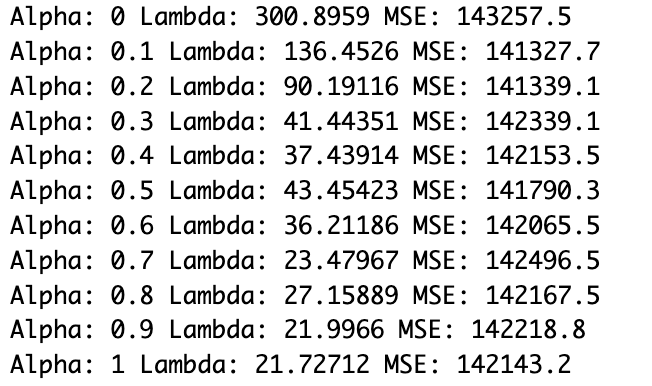 Alpha: 0 Lambda: 300.8959 MSE: 143257.5
Alpha: 0.1 Lambda: 136.4526 MSE: 141327.7
Alpha: 0.2 Lambda: 90.19116 MSE: 141339.1
Alpha: 0.3 Lambda: 41.44351 MSE: 142339.1
Alpha: 0.4 Lambda: 37.43914 MSE: 142153.5
Alpha: 0.5 Lambda: 43.45423 MSE: 141790.3
Alpha: 0.6 Lambda: 36.21186 MSE: 142065.5
Alpha: 0.7 Lambda: 23.47967 MSE: 142496.5
Alpha: 0.8 Lambda: 27.15889 MSE: 142167.5
Alpha: 0.9 Lambda: 21.9966 MSE: 142218.8
Alpha: 1 Lambda: 21.72712 MSE: 142143.2